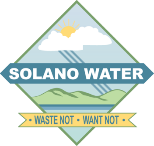 SOLANO WATER
- WASTE NOT - WANT NOT -